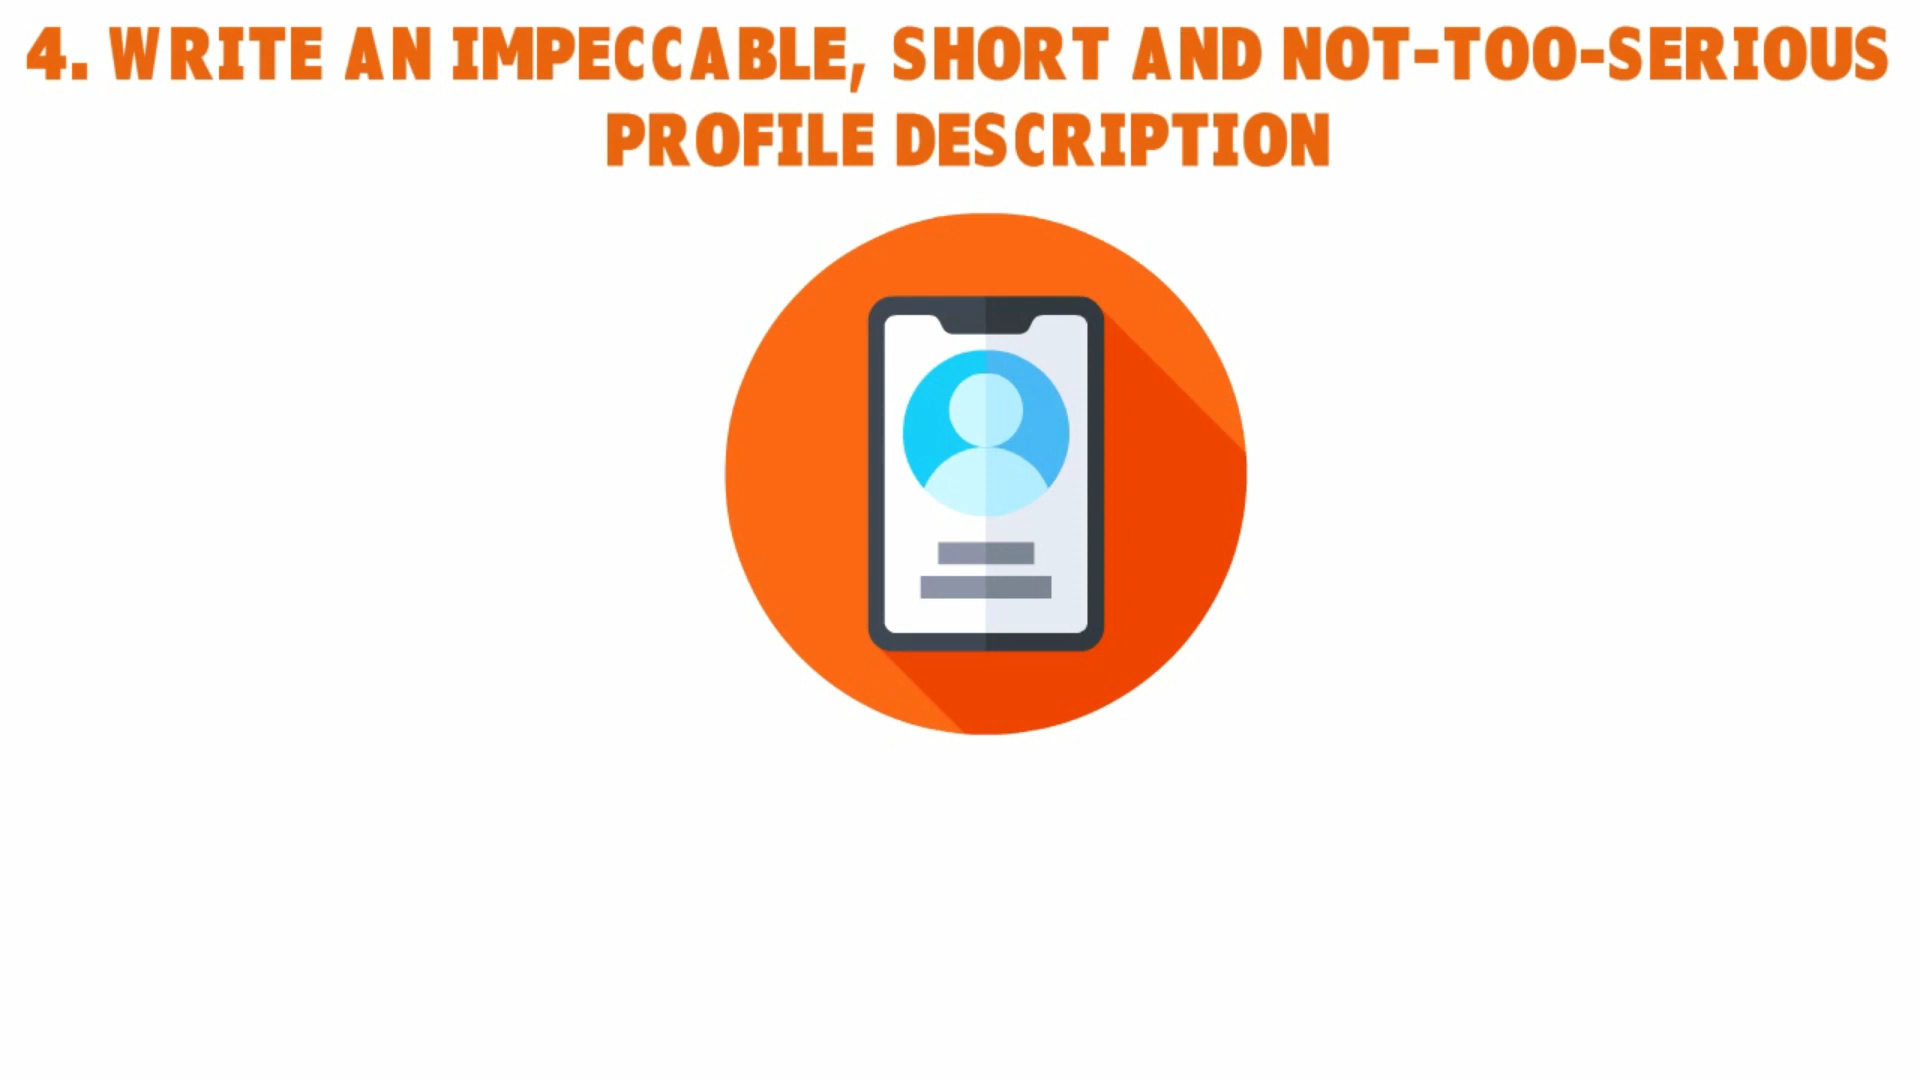 4. WRITE AN IMPECCABLE, SHORT AND NOT-TOO-SERIOUS
PROFILE DESCRIPTION